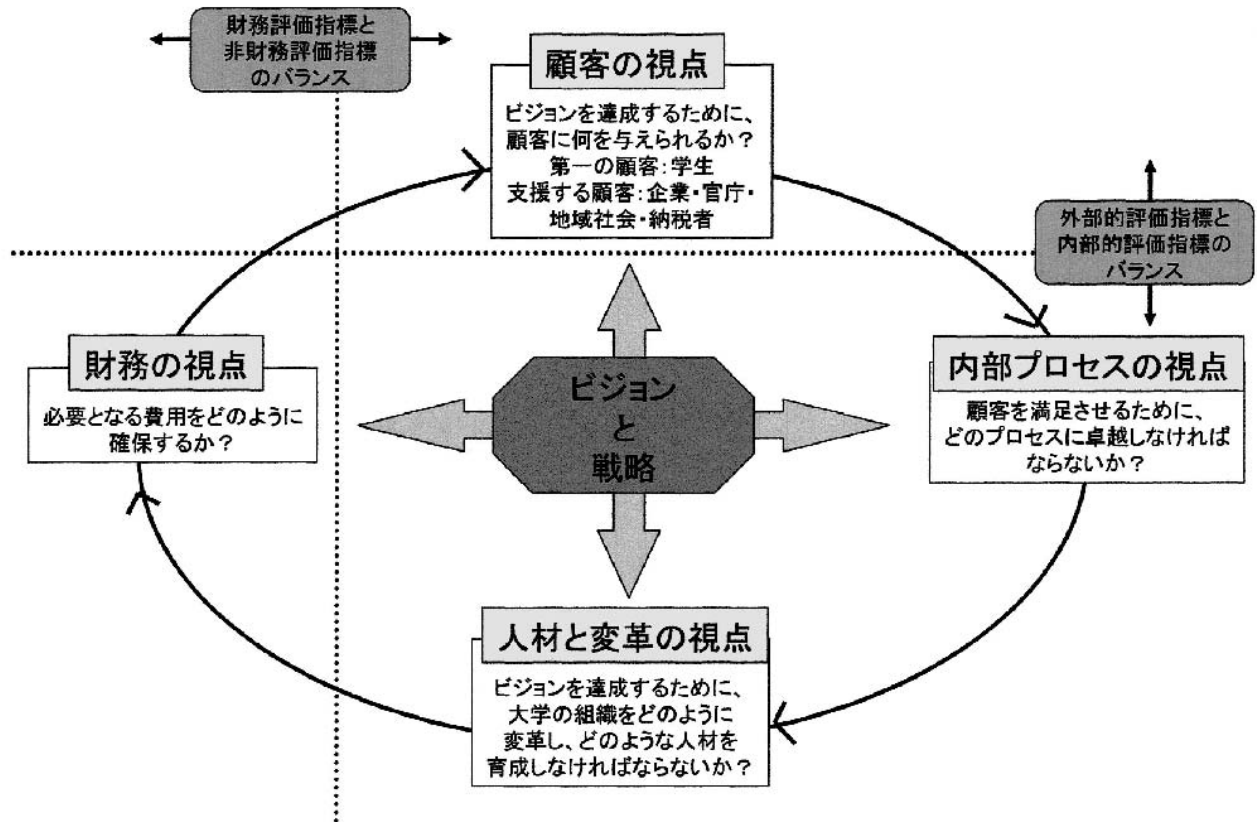 財務評価指標と
非財務評価指標
のバランス
顧客の視点
ビジョンを達成するために、
顧客に何を与えられるか？
第一の顧客：学生
支援する顧客：企業・官庁・
地域社会・納税者
外部的評価指標と
内部的評価指標の
バランス
財務の視点
必要となる費用をどのように
確保するか？
ビジョン
と
戦略
内部プロセスの視点
顧客を満足させるために、
どのプロセスに卓越しなければ
ならないか？
人材と変革の視点
ビジョンを達成するために、
大学の組織をどのように
変革し、どのような人材を
育成しなければならないか？